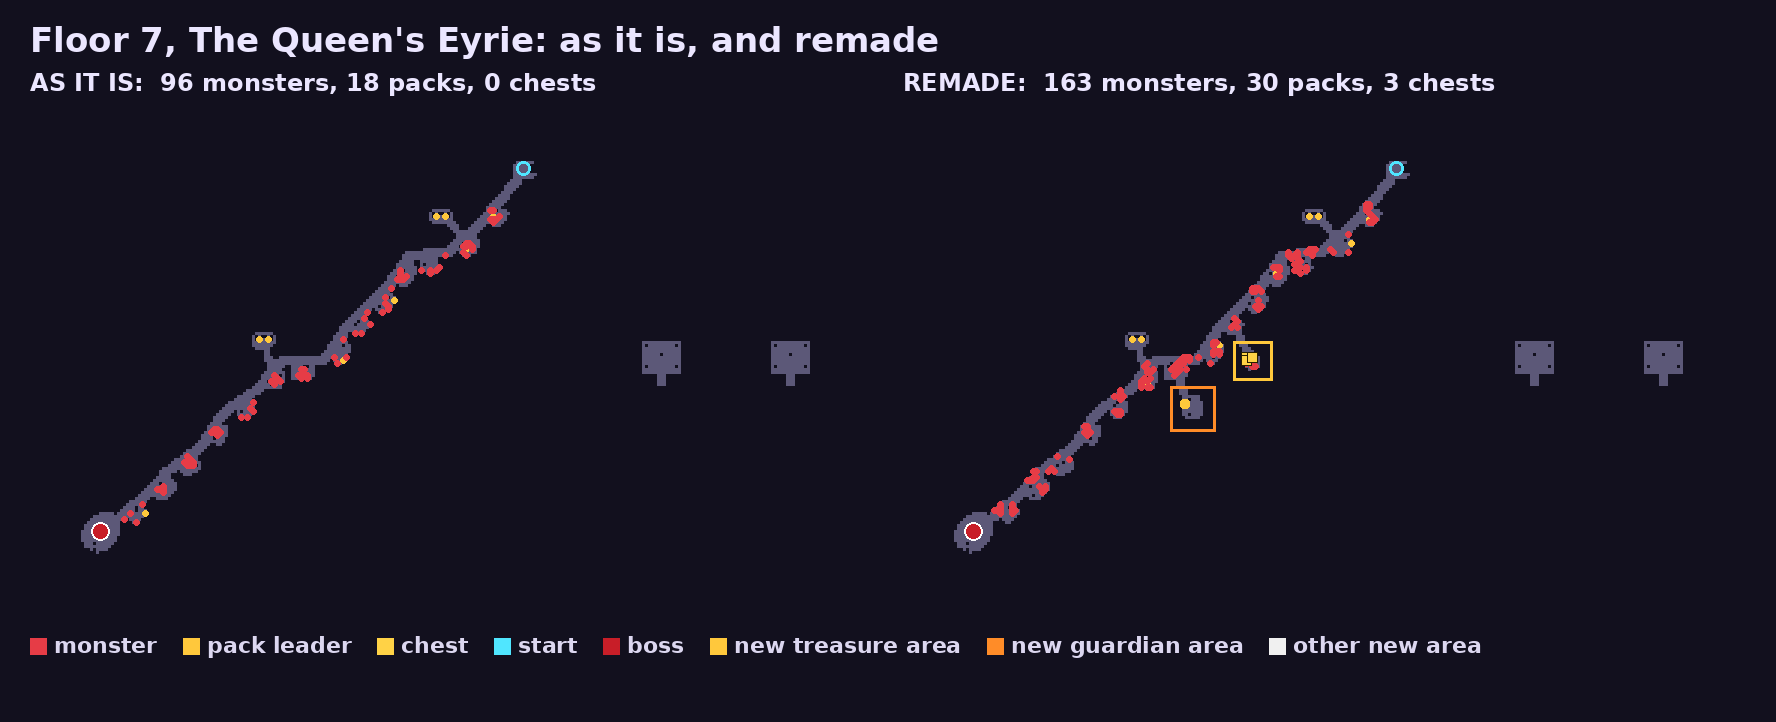 Floor 7, The Queen's Eyrie: as it is, and remade
AS IT IS:  96 monsters, 18 packs, 0 chests
REMADE:  163 monsters, 30 packs, 3 chests
monster
pack leader
chest
start
boss
new treasure area
new guardian area
other new area